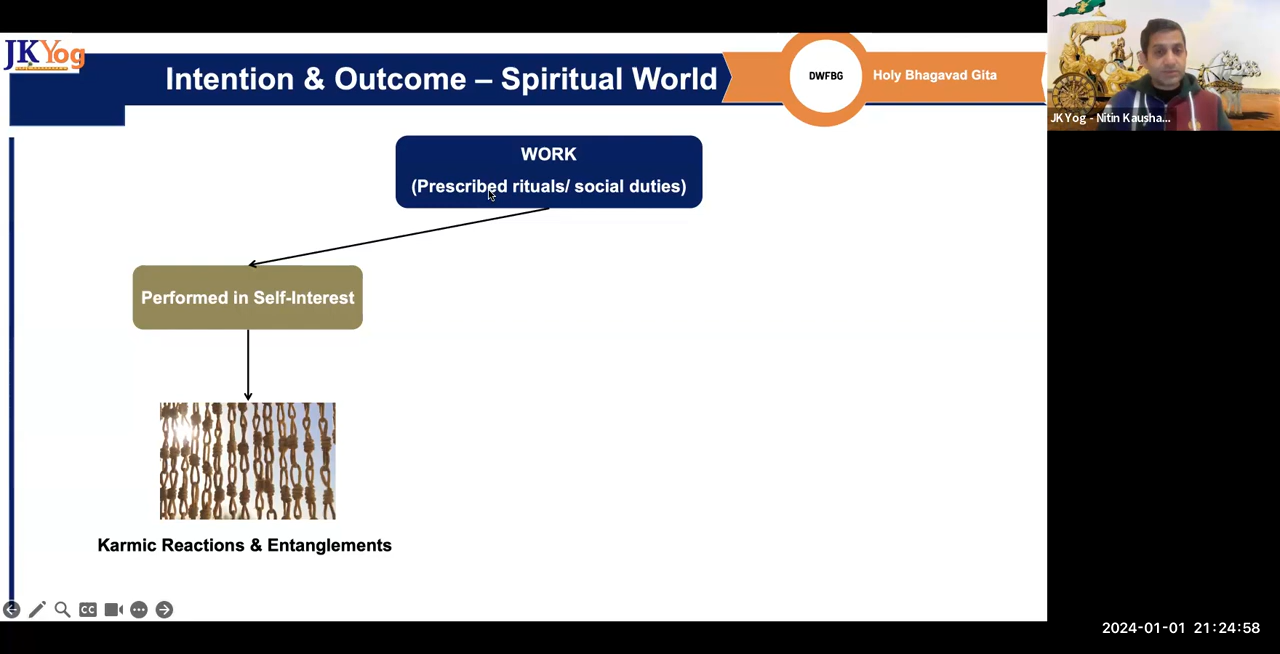 JKYog
Intention & Outcome – Spiritual World
DWFBG
Holy Bhagavad Gita
JKYog - Nitin Kausha...
WORK
(Prescribed rituals/ social duties)
Performed in Self-Interest
Karmic Reactions & Entanglements
CC
2024-01-01 21:24:58